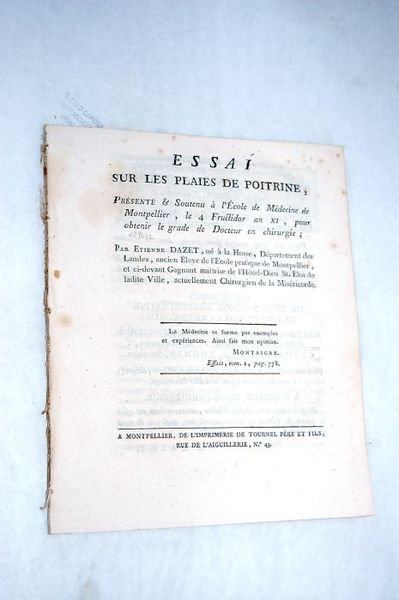 ESSAI
SUR LES PLAIES DE POITRINE,
PRÉSENTÉ & Soutenu à l'École de Médecine de
Montpellier, le 4 Fructidor an XI, pour
obtenir le grade de Docteur en chirurgie;
PAR ETIENNE DAZET, né à la Hosse, Département des
Landes, ancien Elève de l'École pratique de Montpellier,
et ci-devant Gagnant maîtrise de l'Hôtel-Dieu St. Eloi de
ladite Ville, actuellement Chirurgien de la Miséricorde.
La Médecine se forme par exemples
et expériences. Ainsi fait mon opinion.
MONTAIGNE.
Essais, tom. 2, pag. 778.
A MONTPELLIER, DE L'IMPRIMERIE DE TOURNEL PÈRE ET FILS,
RUE DE L'AIGUILLERIE, N.º 43.